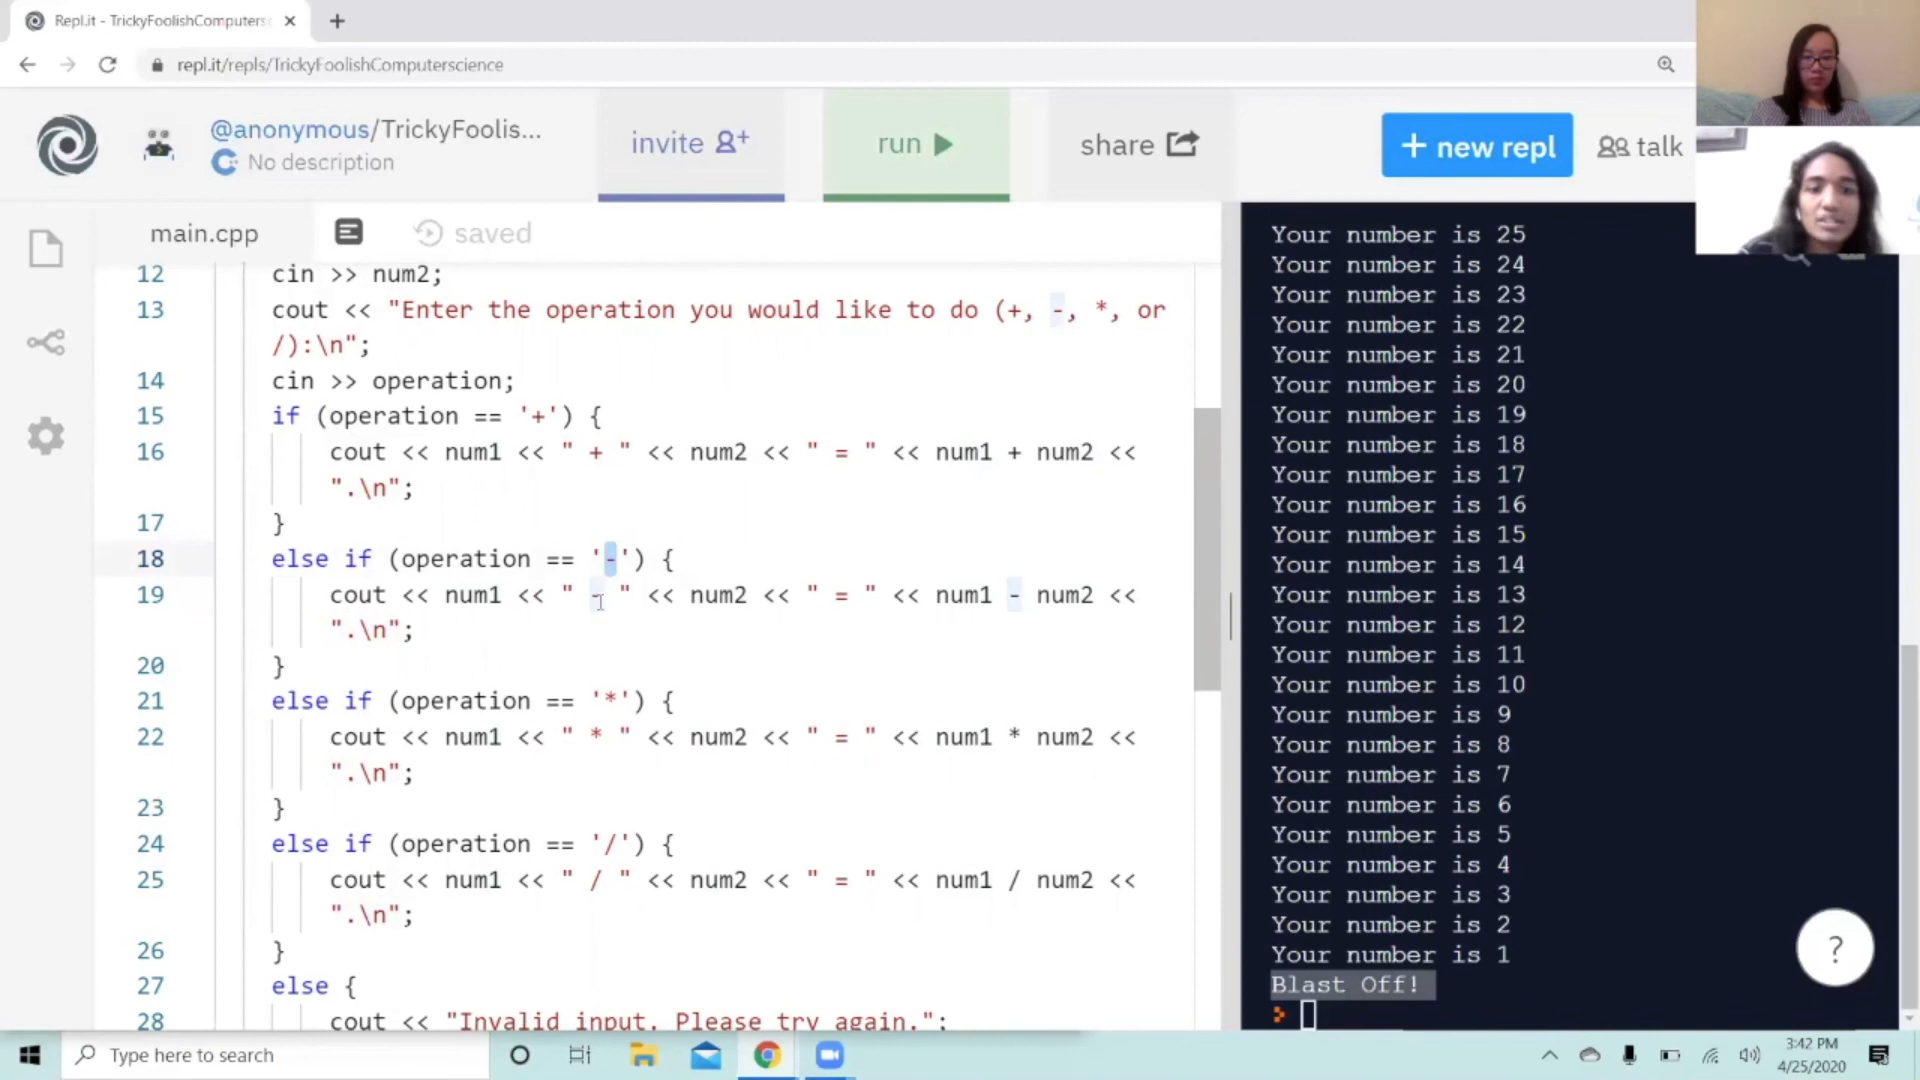 Repl.it - TrickyFoolishComputers
repl.it/repls/TrickyFoolishComputerscience
@anonymous/TrickyFoolis...
No description
invite
run
share
+ new repl
talk
main.cpp
saved
12 cin >> num2;
13 cout << "Enter the operation you would like to do (+, -, *, or
/):\n";
14 cin >> operation;
15 if (operation == '+') {
16 cout << num1 << " + " << num2 << " = " << num1 + num2 <<
".\n";
17 }
18 else if (operation == '-') {
19 cout << num1 << " - " << num2 << " = " << num1 - num2 <<
".\n";
20 }
21 else if (operation == '*') {
22 cout << num1 << " * " << num2 << " = " << num1 * num2 <<
".\n";
23 }
24 else if (operation == '/') {
25 cout << num1 << " / " << num2 << " = " << num1 / num2 <<
".\n";
26 }
27 else {
28 cout << "Invalid input. Please try again.";
Your number is 25
Your number is 24
Your number is 23
Your number is 22
Your number is 21
Your number is 20
Your number is 19
Your number is 18
Your number is 17
Your number is 16
Your number is 15
Your number is 14
Your number is 13
Your number is 12
Your number is 11
Your number is 10
Your number is 9
Your number is 8
Your number is 7
Your number is 6
Your number is 5
Your number is 4
Your number is 3
Your number is 2
Your number is 1
Blast Off!
?
Type here to search
3:42 PM
4/25/2020